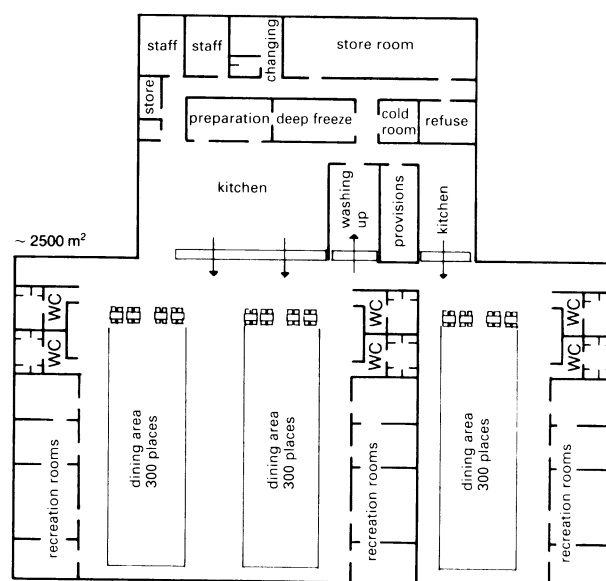 staff
staff
changing
store room
store
preparation
deep freeze
cold
room
refuse
kitchen
washing
up
provisions
kitchen
~ 2500 m²
WC
WC
WC
WC
WC
WC
dining area
300 places
dining area
300 places
dining area
300 places
recreation rooms
recreation rooms
recreation rooms